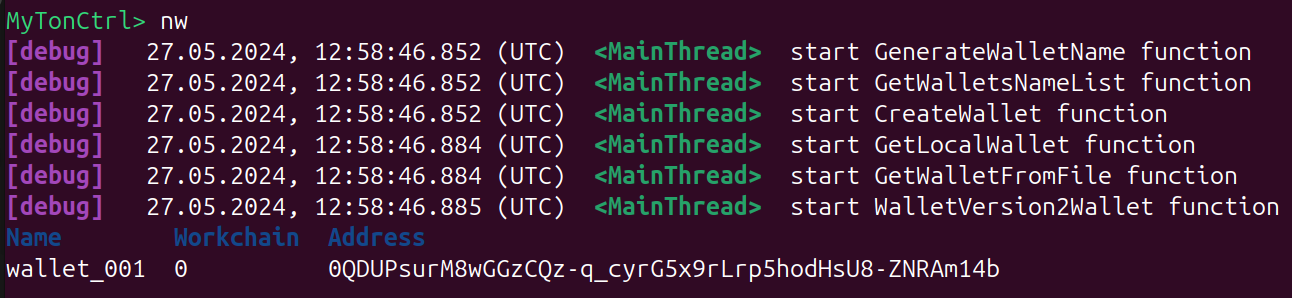 MyTonCtrl> nw
[debug] 27.05.2024, 12:58:46.852 (UTC) <MainThread> start GenerateWalletName function
[debug] 27.05.2024, 12:58:46.852 (UTC) <MainThread> start GetWalletsNameList function
[debug] 27.05.2024, 12:58:46.853 (UTC) <MainThread> start CreateWallet function
[debug] 27.05.2024, 12:58:46.884 (UTC) <MainThread> start GetLocalWallet function
[debug] 27.05.2024, 12:58:46.884 (UTC) <MainThread> start GetWalletFromFile function
[debug] 27.05.2024, 12:58:46.885 (UTC) <MainThread> start WalletVersion2Wallet function
Name Workchain Address
wallet_001 0 0QDUPsurM8wGGzCQz-q_cyrG5x9rLrp5hodHsU8-ZNRAm14b